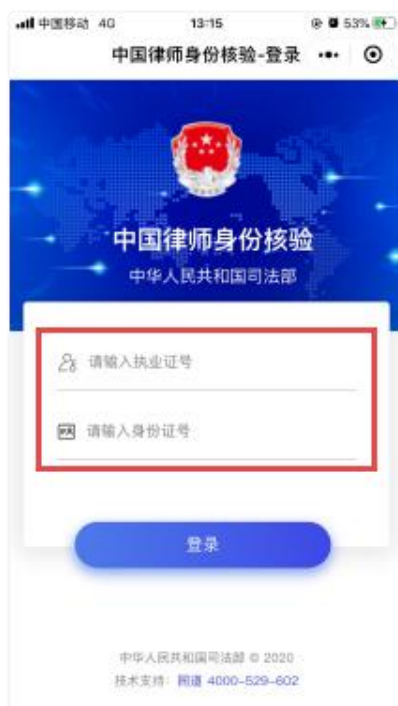 中国移动 4G 13:15 53%
中国律师身份核验-登录
中国律师身份核验
中华人民共和国司法部
请输入执业证号
请输入身份证号
登录
中华人民共和国司法部 © 2020
技术支持: 同道 4000-529-602